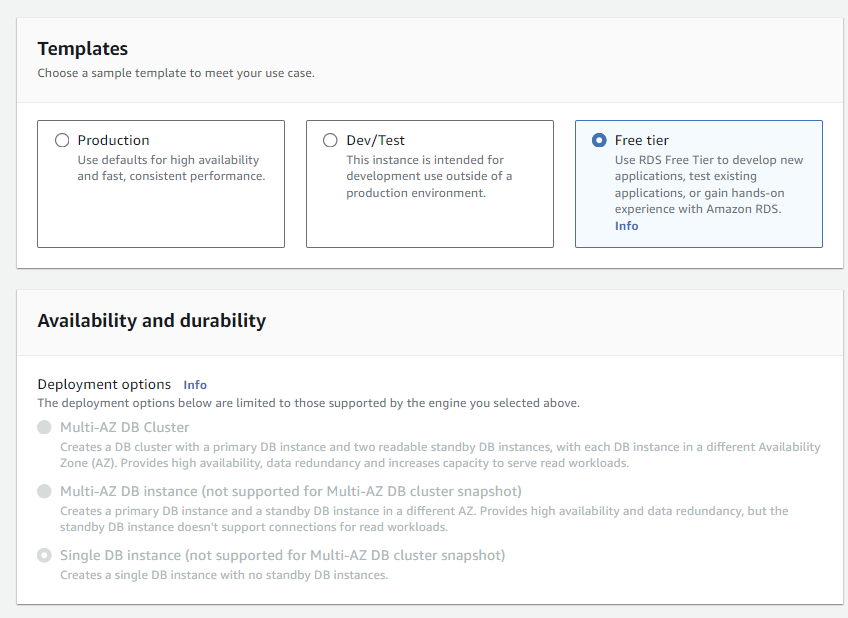 Templates
Choose a sample template to meet your use case.
Production
Use defaults for high availability
and fast, consistent performance.
Dev/Test
This instance is intended for
development use outside of a
production environment.
Free tier
Use RDS Free Tier to develop new
applications, test existing
applications, or gain hands-on
experience with Amazon RDS.
Info
Availability and durability
Deployment options Info
The deployment options below are limited to those supported by the engine you selected above.
Multi-AZ DB Cluster
Creates a DB cluster with a primary DB instance and two readable standby DB instances, with each DB instance in a different Availability
Zone (AZ). Provides high availability, data redundancy and increases capacity to serve read workloads.
Multi-AZ DB instance (not supported for Multi-AZ DB cluster snapshot)
Creates a primary DB instance and a standby DB instance in a different AZ. Provides high availability and data redundancy, but the
standby DB instance doesn't support connections for read workloads.
Single DB instance (not supported for Multi-AZ DB cluster snapshot)
Creates a single DB instance with no standby DB instances.